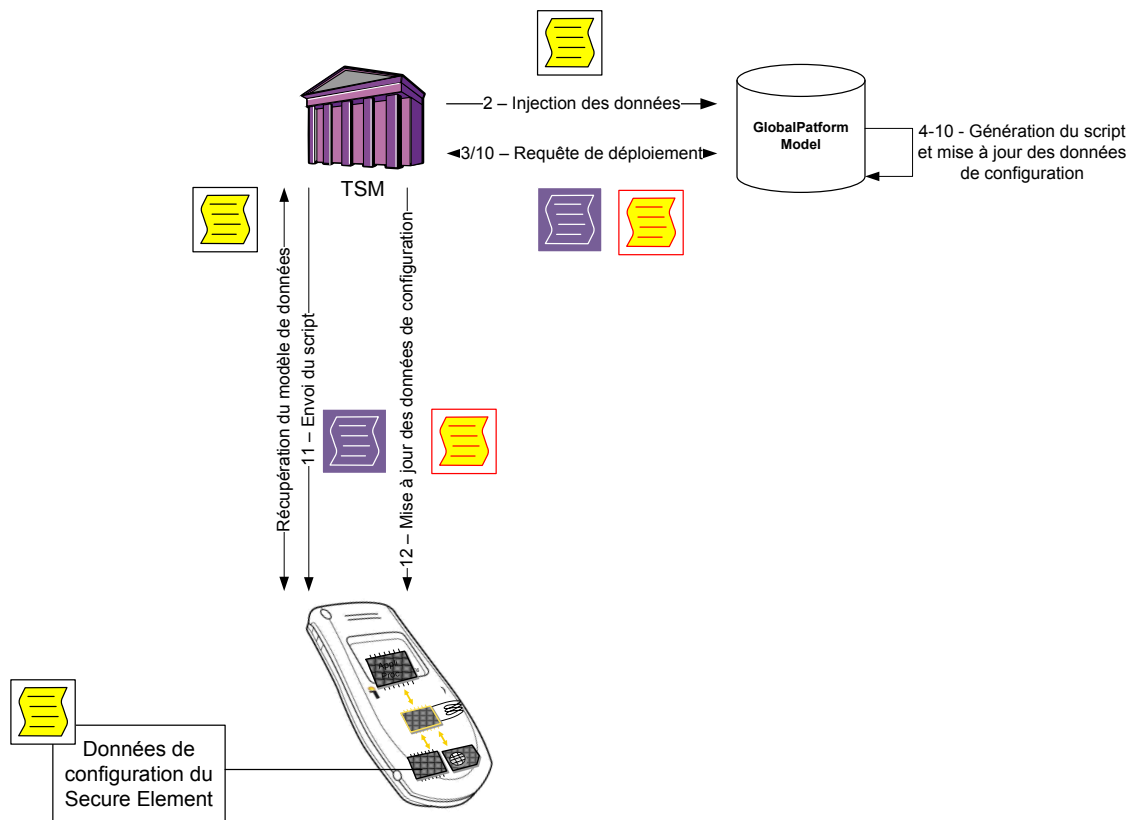 2 – Injection des données
GlobalPatform
Model
3/10 – Requête de déploiement
4-10 - Génération du script
et mise à jour des données
de configuration
TSM
Récupération du modèle de données
11 – Envoi du script
12 – Mise à jour des données de configuration
Données de
configuration du
Secure Element